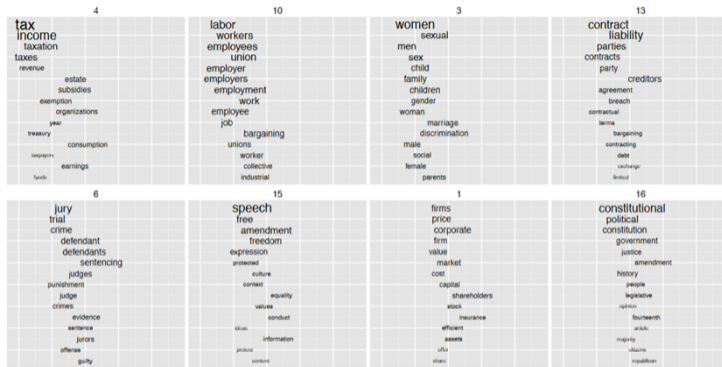 4
tax
income
taxation
taxes
revenue
estate
subsidies
exemption
organizations
year
treasury
consumption
taxpayers
earnings
funds
10
labor
workers
employees
union
employer
employers
employment
work
employee
job
bargaining
unions
worker
collective
industrial
3
women
sexual
men
sex
child
family
children
gender
woman
marriage
discrimination
male
social
female
parents
13
contract
liability
parties
contracts
party
creditors
agreement
breach
contractual
terms
bargaining
contracting
debt
exchange
limited
6
jury
trial
crime
defendant
defendants
sentencing
judges
punishment
judge
crimes
evidence
sentence
jurors
offense
guilty
15
speech
free
amendment
freedom
expression
protected
culture
context
equality
values
conduct
ideas
information
protect
content
1
firms
price
corporate
firm
value
market
cost
capital
shareholders
stock
insurance
efficient
assets
offer
share
16
constitutional
political
constitution
government
justice
amendment
history
people
legislative
opinion
fourteenth
article
majority
citizens
republican